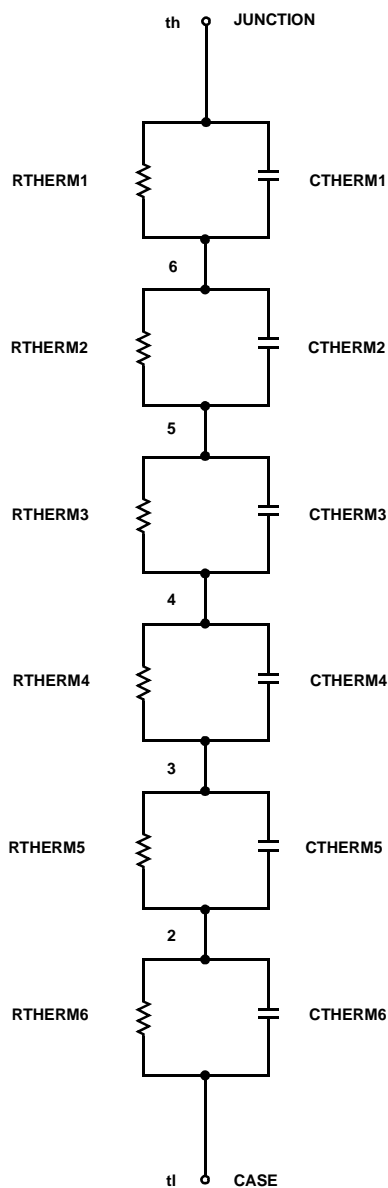 th JUNCTION
RTHERM1 CTHERM1
6
RTHERM2 CTHERM2
5
RTHERM3 CTHERM3
4
RTHERM4 CTHERM4
3
RTHERM5 CTHERM5
2
RTHERM6 CTHERM6
tl CASE